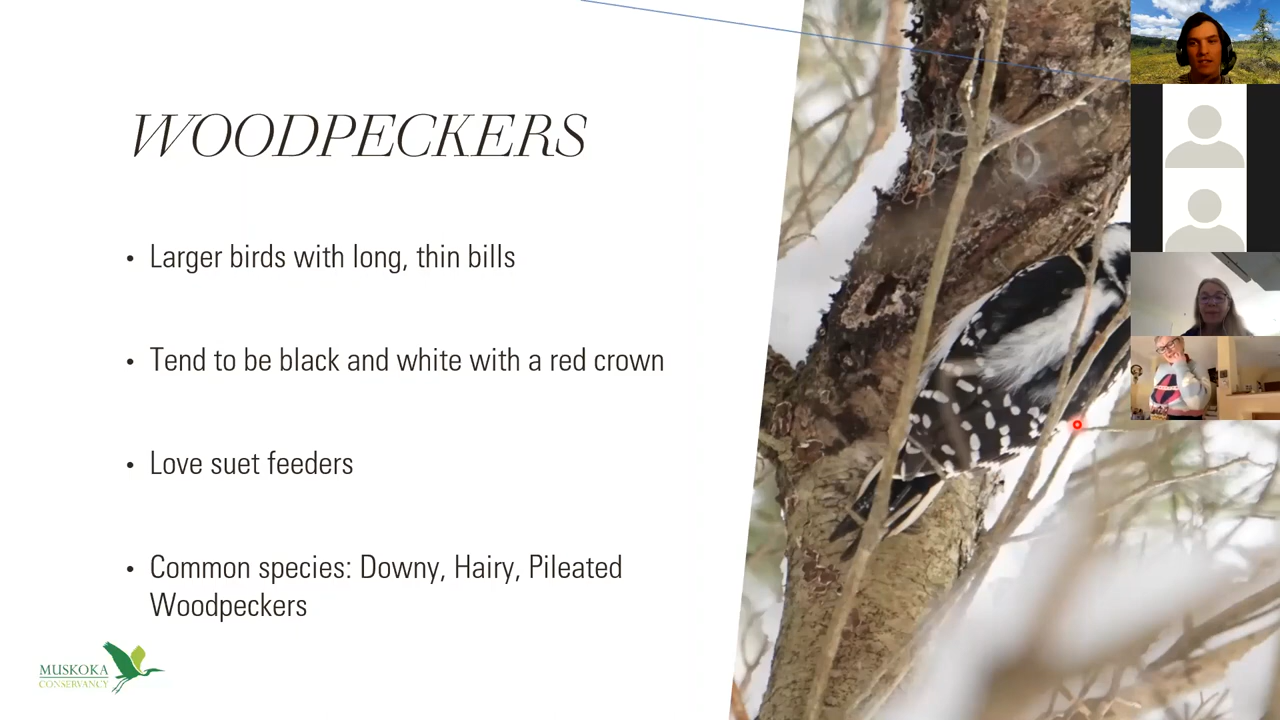 WOODPECKERS
• Larger birds with long, thin bills
• Tend to be black and white with a red crown
• Love suet feeders
• Common species: Downy, Hairy, Pileated
Woodpeckers
MUSKOKA
CONSERVANCY